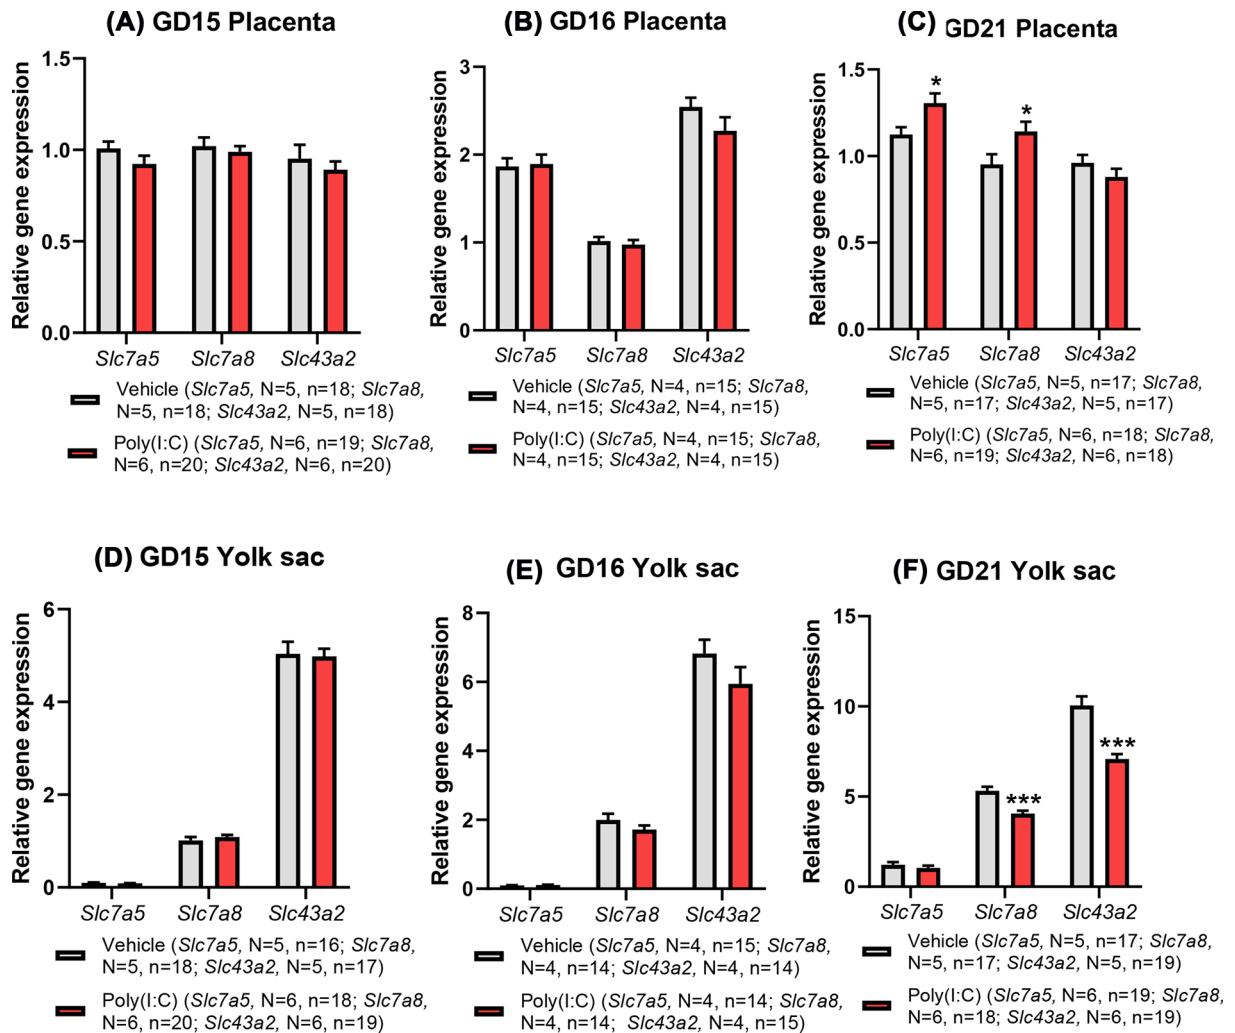 (A) GD15 Placenta
Relative gene expression
1.5
1.0
0.5
0.0
Slc7a5 Slc7a8 Slc43a2
Vehicle (Slc7a5, N=5, n=18; Slc7a8,
N=5, n=18; Slc43a2, N=5, n=18)
Poly(I:C) (Slc7a5, N=6, n=19; Slc7a8,
N=6, n=20; Slc43a2, N=6, n=20)
(B) GD16 Placenta
Relative gene expression
3
2
1
0
Slc7a5 Slc7a8 Slc43a2
Vehicle (Slc7a5, N=4, n=15; Slc7a8,
N=4, n=15; Slc43a2, N=4, n=15)
Poly(I:C) (Slc7a5, N=4, n=15; Slc7a8,
N=4, n=15; Slc43a2, N=4, n=15)
(C) GD21 Placenta
Relative gene expression
1.5
1.0
0.5
0.0
*
*
Slc7a5 Slc7a8 Slc43a2
Vehicle (Slc7a5, N=5, n=17; Slc7a8,
N=5, n=17; Slc43a2, N=5, n=17)
Poly(I:C) (Slc7a5, N=6, n=18; Slc7a8,
N=6, n=19; Slc43a2, N=6, n=18)
(D) GD15 Yolk sac
Relative gene expression
6
4
2
0
Slc7a5 Slc7a8 Slc43a2
Vehicle (Slc7a5, N=5, n=16; Slc7a8,
N=5, n=18; Slc43a2, N=5, n=17)
Poly(I:C) (Slc7a5, N=6, n=18; Slc7a8,
N=6, n=20; Slc43a2, N=6, n=19)
(E) GD16 Yolk sac
Relative gene expression
8
6
4
2
0
Slc7a5 Slc7a8 Slc43a2
Vehicle (Slc7a5, N=4, n=15; Slc7a8,
N=4, n=14; Slc43a2, N=4, n=14)
Poly(I:C) (Slc7a5, N=4, n=14; Slc7a8,
N=4, n=14; Slc43a2, N=4, n=15)
(F) GD21 Yolk sac
Relative gene expression
15
10
5
0
***
***
Slc7a5 Slc7a8 Slc43a2
Vehicle (Slc7a5, N=5, n=17; Slc7a8,
N=5, n=17; Slc43a2, N=5, n=19)
Poly(I:C) (Slc7a5, N=6, n=19; Slc7a8,
N=6, n=18; Slc43a2, N=6, n=19)